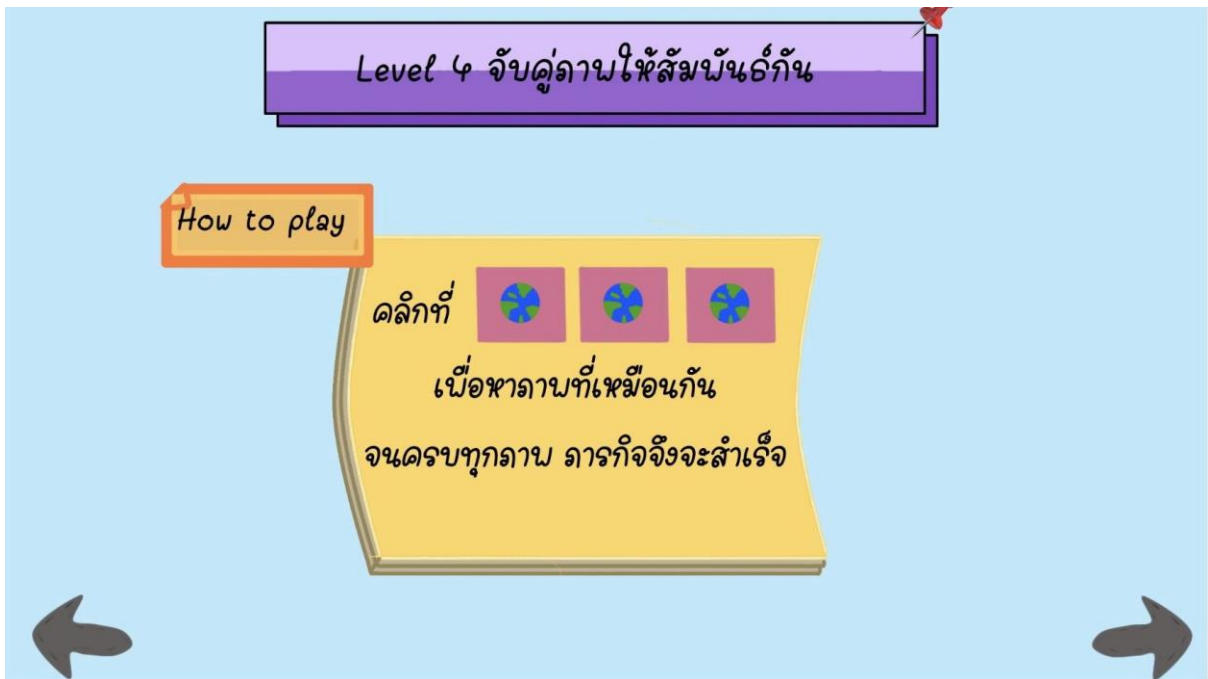 Level 4 จับคู่ภาพให้สัมพันธ์กัน
How to play
คลิกที่
เพื่อหาภาพที่เหมือนกัน
จนครบทุกภาพ ภารกิจจึงจะสำเร็จ